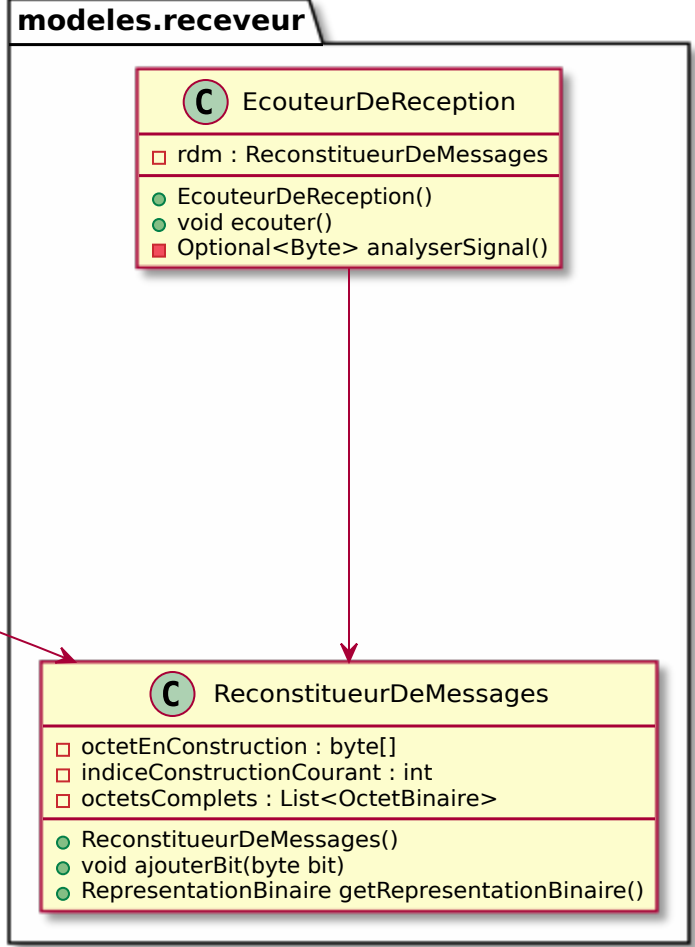 modeles.receveur
C EcouteurDeReception
rdm : ReconstitueurDeMessages
EcouteurDeReception()
void ecouter()
Optional<Byte> analyserSignal()
C ReconstitueurDeMessages
octetEnConstruction : byte[]
indiceConstructionCourant : int
octetsComplets : List<OctetBinaire>
ReconstitueurDeMessages()
void ajouterBit(byte bit)
RepresentationBinaire getRepresentationBinaire()